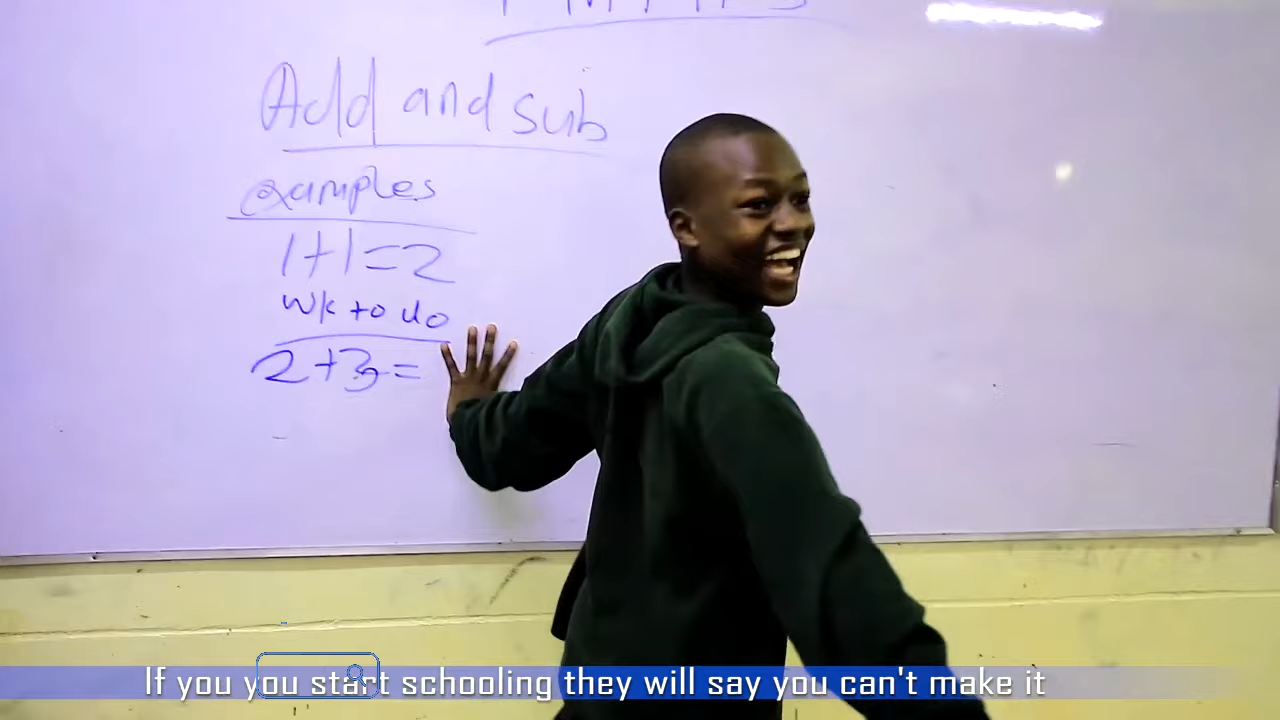 Add and sub
examples
1+1=2
wk to do
2+3=
If you you start schooling they will say you can't make it